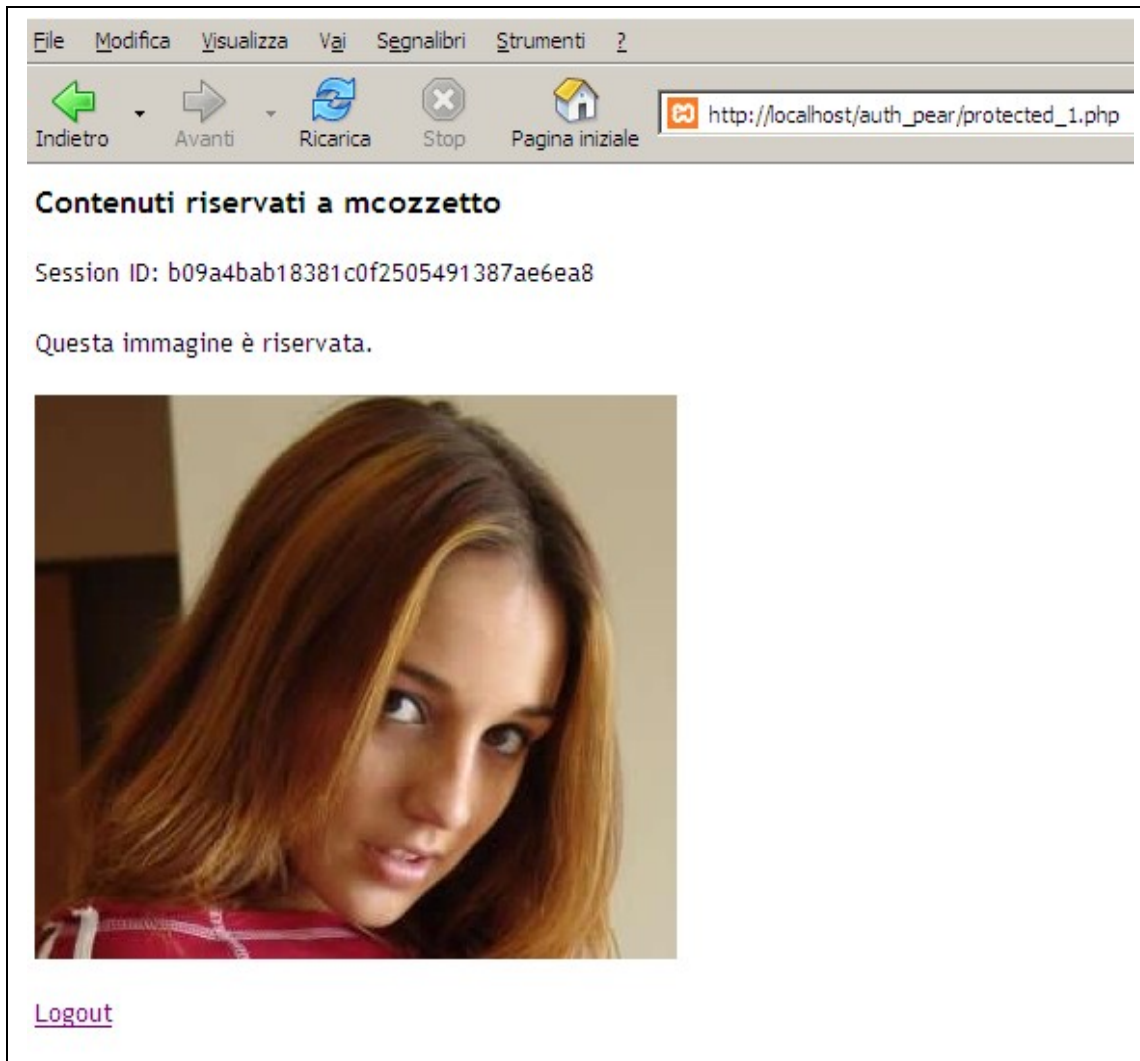 File Modifica Visualizza Vai Segnalibri Strumenti ?
Indietro Avanti Ricarica Stop Pagina iniziale http://localhost/auth_pear/protected_1.php
Contenuti riservati a mcozzetto
Session ID: b09a4bab18381c0f2505491387ae6ea8
Questa immagine è riservata.
Logout